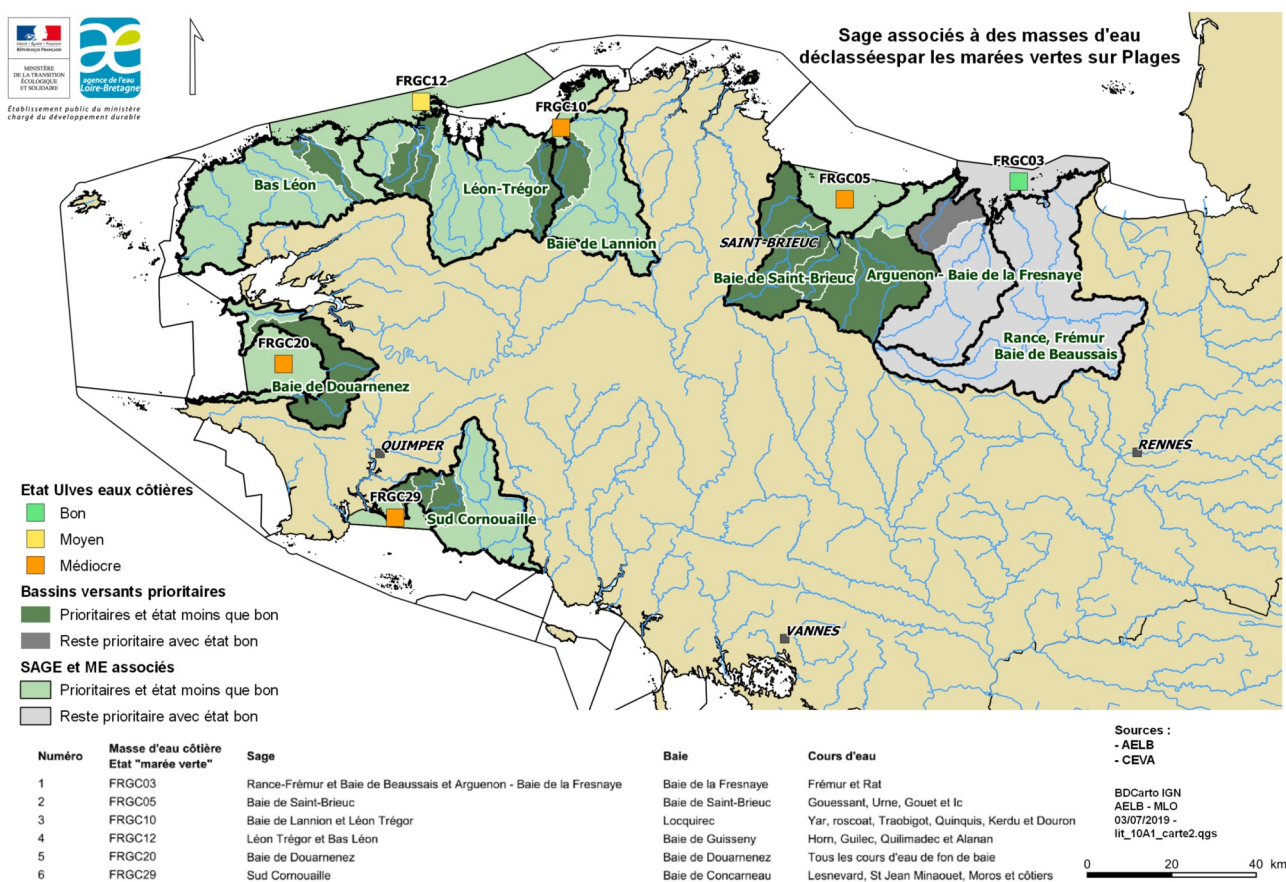 Liberté • Égalité • Fraternité
RÉPUBLIQUE FRANÇAISE
MINISTÈRE
DE LA TRANSITION
ÉCOLOGIQUE
ET SOLIDAIRE
agence de l'eau
Loire-Bretagne
Établissement public du ministère
chargé du développement durable
Sage associés à des masses d'eau
déclasséespar les marées vertes sur Plages
FRGC12
FRGC10
FRGC03
FRGC05
Bas Léon
Léon-Trégor
Baie de Lannion
SAINT-BRIEUC
Baie de Saint-Brieuc
Arguenon - Baie de la Fresnaye
Rance, Frémur
Baie de Beaussais
FRGC20
Baie de Douarnenez
QUIMPER
RENNES
FRGC29
Sud Cornouaille
VANNES
Etat Ulves eaux côtières
Bon
Moyen
Médiocre
Bassins versants prioritaires
Prioritaires et état moins que bon
Reste prioritaire avec état bon
SAGE et ME associés
Prioritaires et état moins que bon
Reste prioritaire avec état bon
Numéro Masse d'eau côtière Etat "marée verte" Sage Baie Cours d'eau
1 FRGC03 Rance-Frémur et Baie de Beaussais et Arguenon - Baie de la Fresnaye Baie de la Fresnaye Frémur et Rat
2 FRGC05 Baie de Saint-Brieuc Baie de Saint-Brieuc Gouessant, Urne, Gouet et Ic
3 FRGC10 Baie de Lannion et Léon Trégor Locquirec Yar, roscoat, Traobigot, Quinquis, Kerdu et Douron
4 FRGC12 Léon Trégor et Bas Léon Baie de Guisseny Horn, Guilec, Quilimadec et Alanan
5 FRGC20 Baie de Douarnenez Baie de Douarnenez Tous les cours d'eau de fon de baie
6 FRGC29 Sud Cornouaille Baie de Concarneau Lesnevard, St Jean Minaouet, Moros et côtiers
Sources :
- AELB
- CEVA
BDCarto IGN
AELB - MLO
03/07/2019 -
lit_10A1_carte2.qgs
0 20 40 km